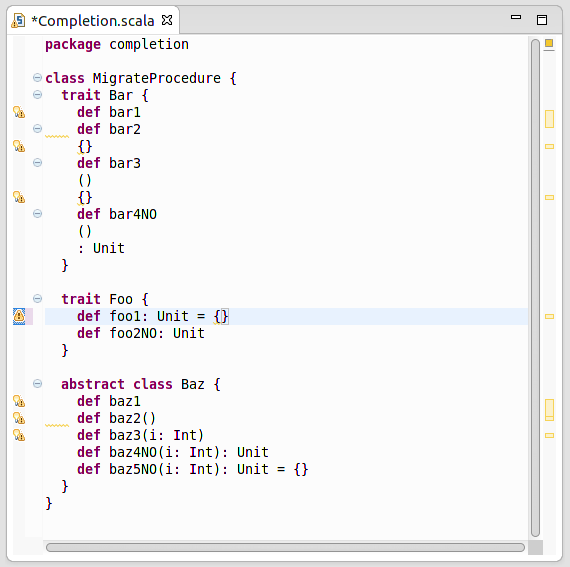 *Completion.scala
package completion
class MigrateProcedure {
trait Bar {
def bar1
def bar2
{}
def bar3
()
{}
def bar4NO
()
: Unit
}
trait Foo {
def foo1: Unit = {}
def foo2NO: Unit
}
abstract class Baz {
def baz1
def baz2()
def baz3(i: Int)
def baz4NO(i: Int): Unit
def baz5NO(i: Int): Unit = {}
}
}